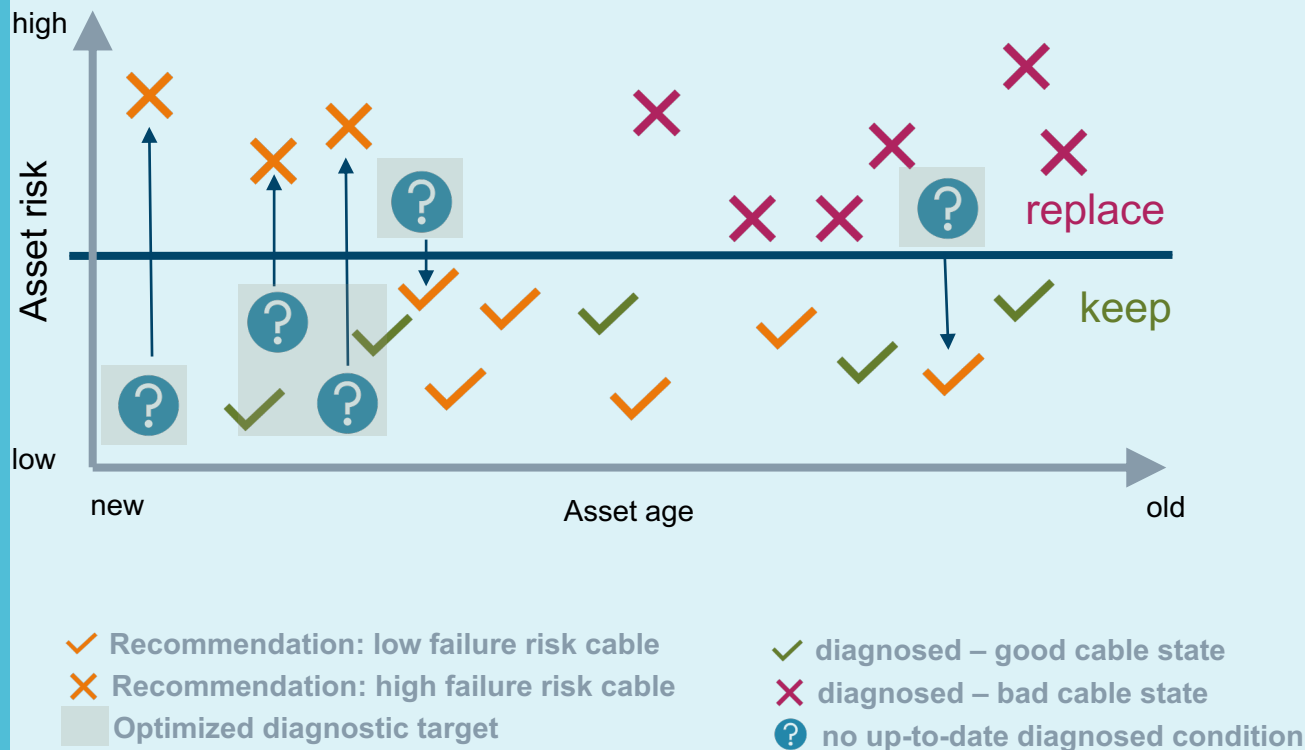 high
Asset risk
replace
keep
low
new
Asset age
old
Recommendation: low failure risk cable
Recommendation: high failure risk cable
Optimized diagnostic target
diagnosed – good cable state
diagnosed – bad cable state
no up-to-date diagnosed condition